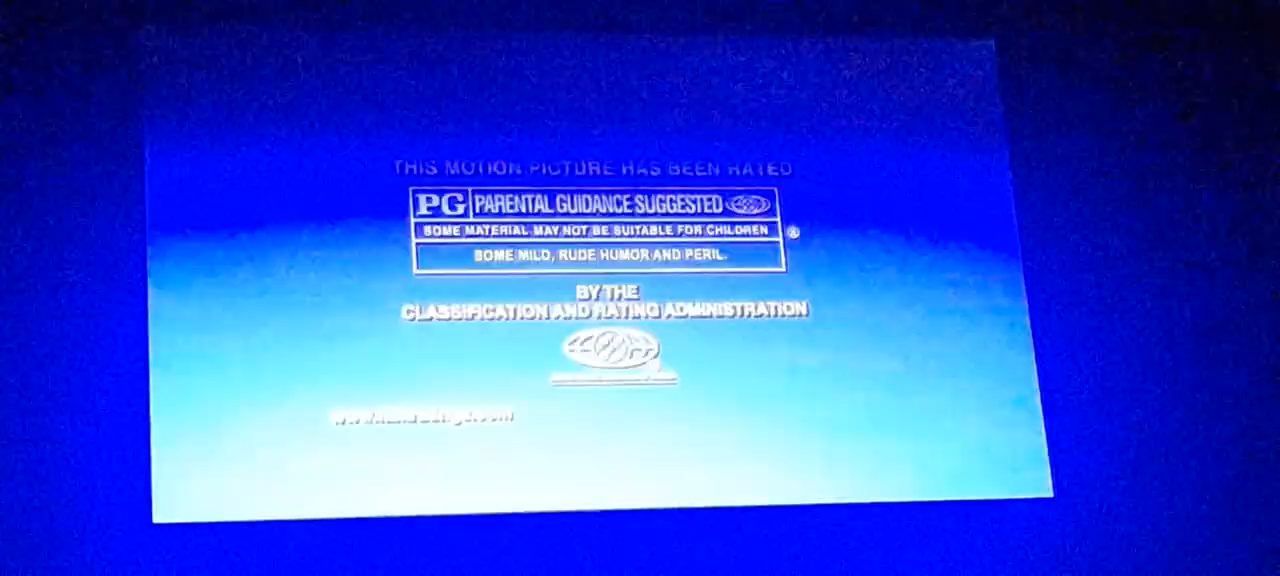 THIS MOTION PICTURE HAS BEEN RATED
PG PARENTAL GUIDANCE SUGGESTED
SOME MATERIAL MAY NOT BE SUITABLE FOR CHILDREN ®
SOME MILD, RUDE HUMOR AND PERIL.
BY THE
CLASSIFICATION AND RATING ADMINISTRATION